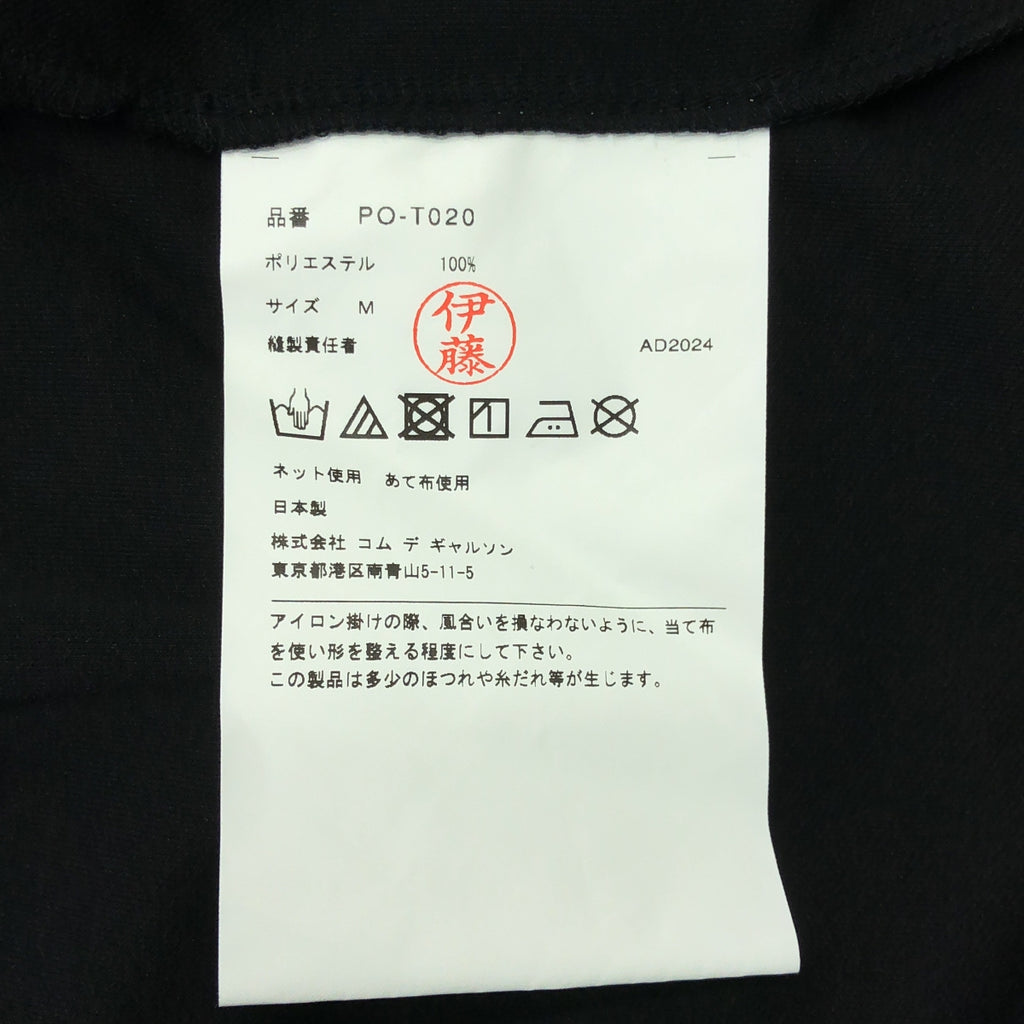 品番 PO-T020
ポリエステル 100%
サイズ M
伊藤
縫製責任者 AD2024
ネット使用 あて布使用
日本製
株式会社 コム デ ギャルソン
東京都港区南青山5-11-5
アイロン掛けの際、風合いを損なわないように、当て布
を使い形を整える程度にして下さい。
この製品は多少のほつれや糸だれ等が生じます。